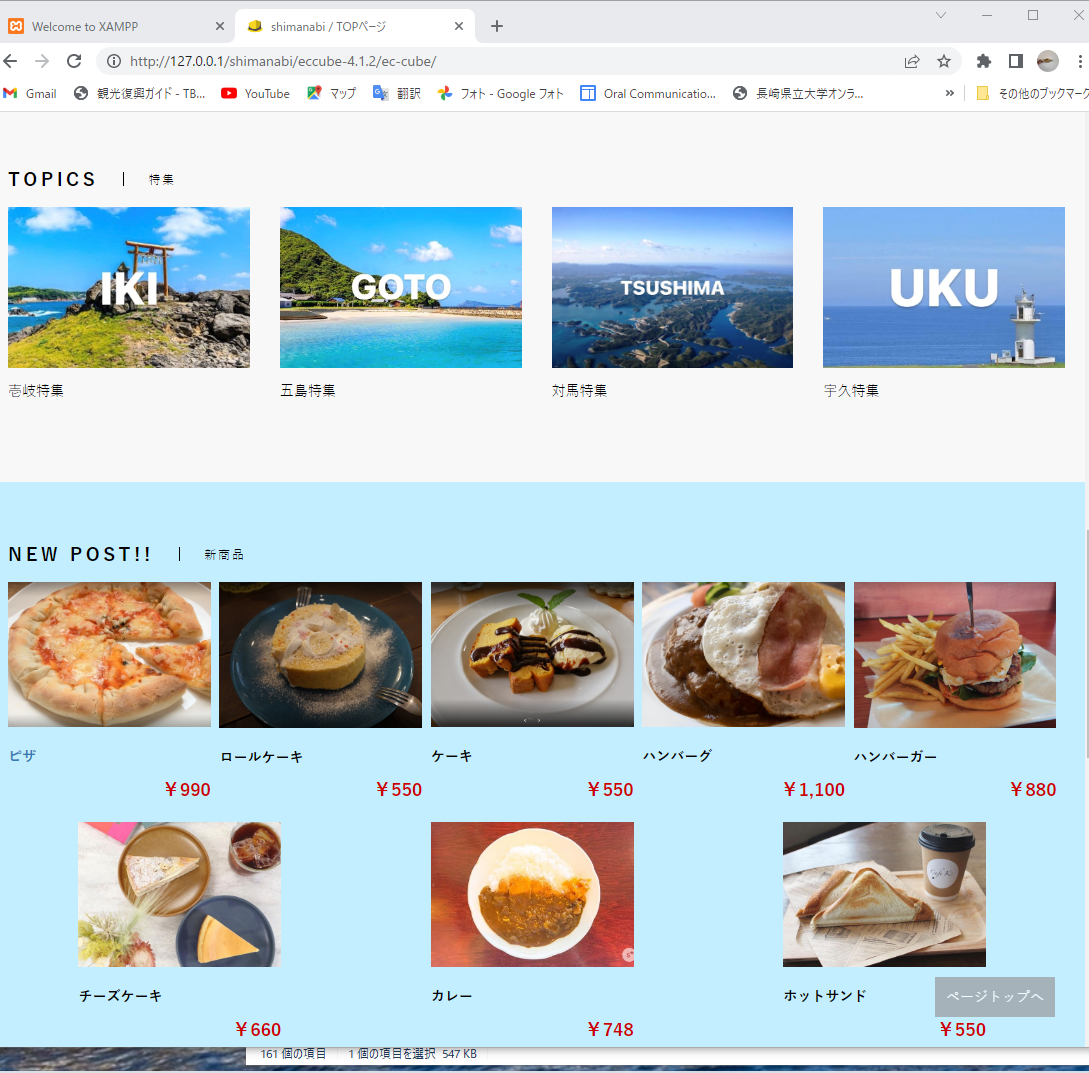 Welcome to XAMPP
shimanabi / TOPページ
http://127.0.0.1/shimanabi/eccube-4.1.2/ec-cube/
Gmail
観光復興ガイド - TB...
YouTube
マップ
翻訳
フォト - Google フォト
Oral Communicatio...
長崎県立大学オンラ...
»
その他のブックマーク
TOPICS | 特集
IKI
GOTO
TSUSHIMA
UKU
壱岐特集
五島特集
対馬特集
宇久特集
NEW POST!! | 新商品
ピザ
ロールケーキ
ケーキ
ハンバーグ
ハンバーガー
￥990
￥550
￥550
￥1,100
￥880
チーズケーキ
カレー
ホットサンド
ページトップへ
￥660
￥748
￥550
161 個の項目
1 個の項目を選択 547 KB